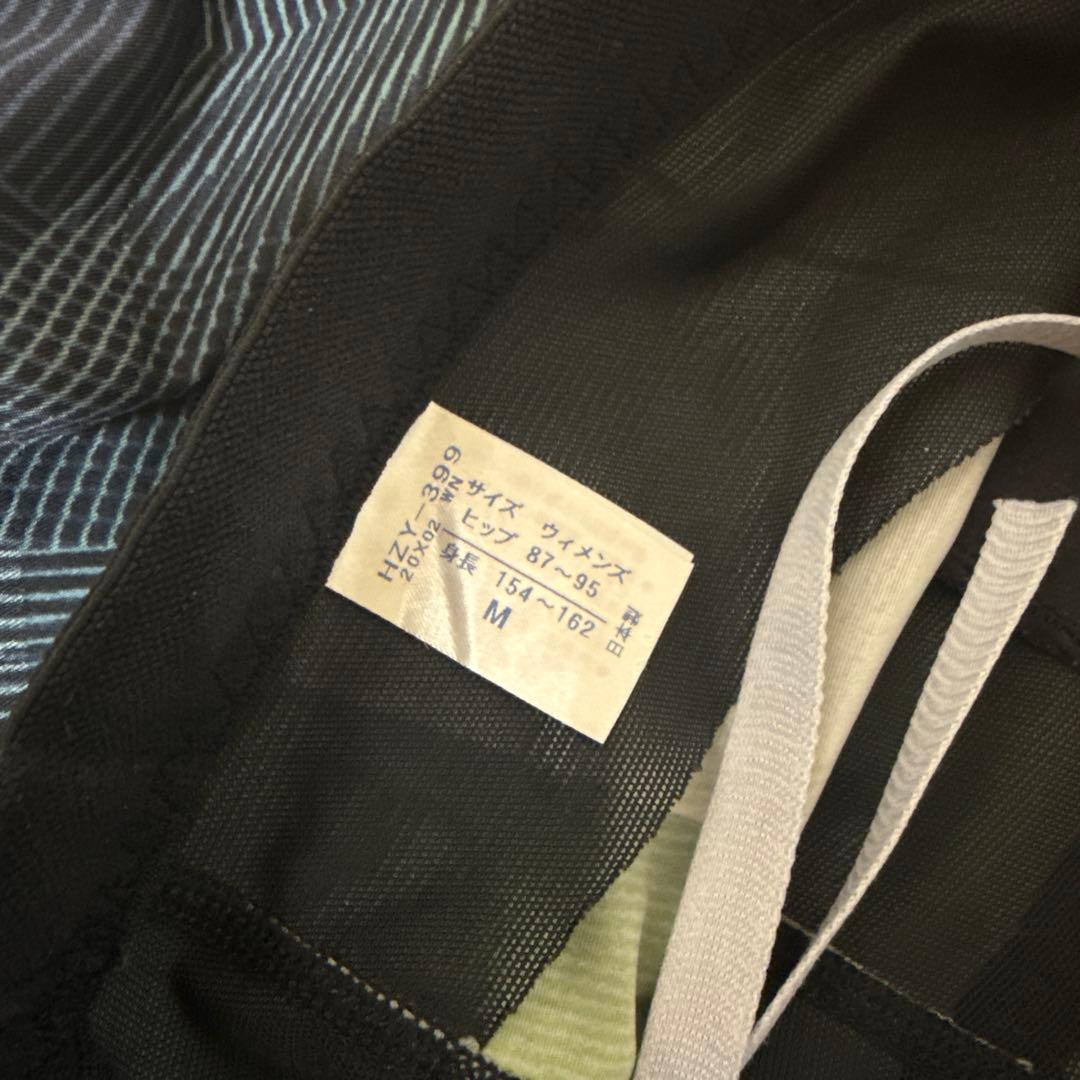 サイズ ウィメンズ
ヒップ 87～95
身長 154～162
M
HZY-399
20X02 WN
日本製